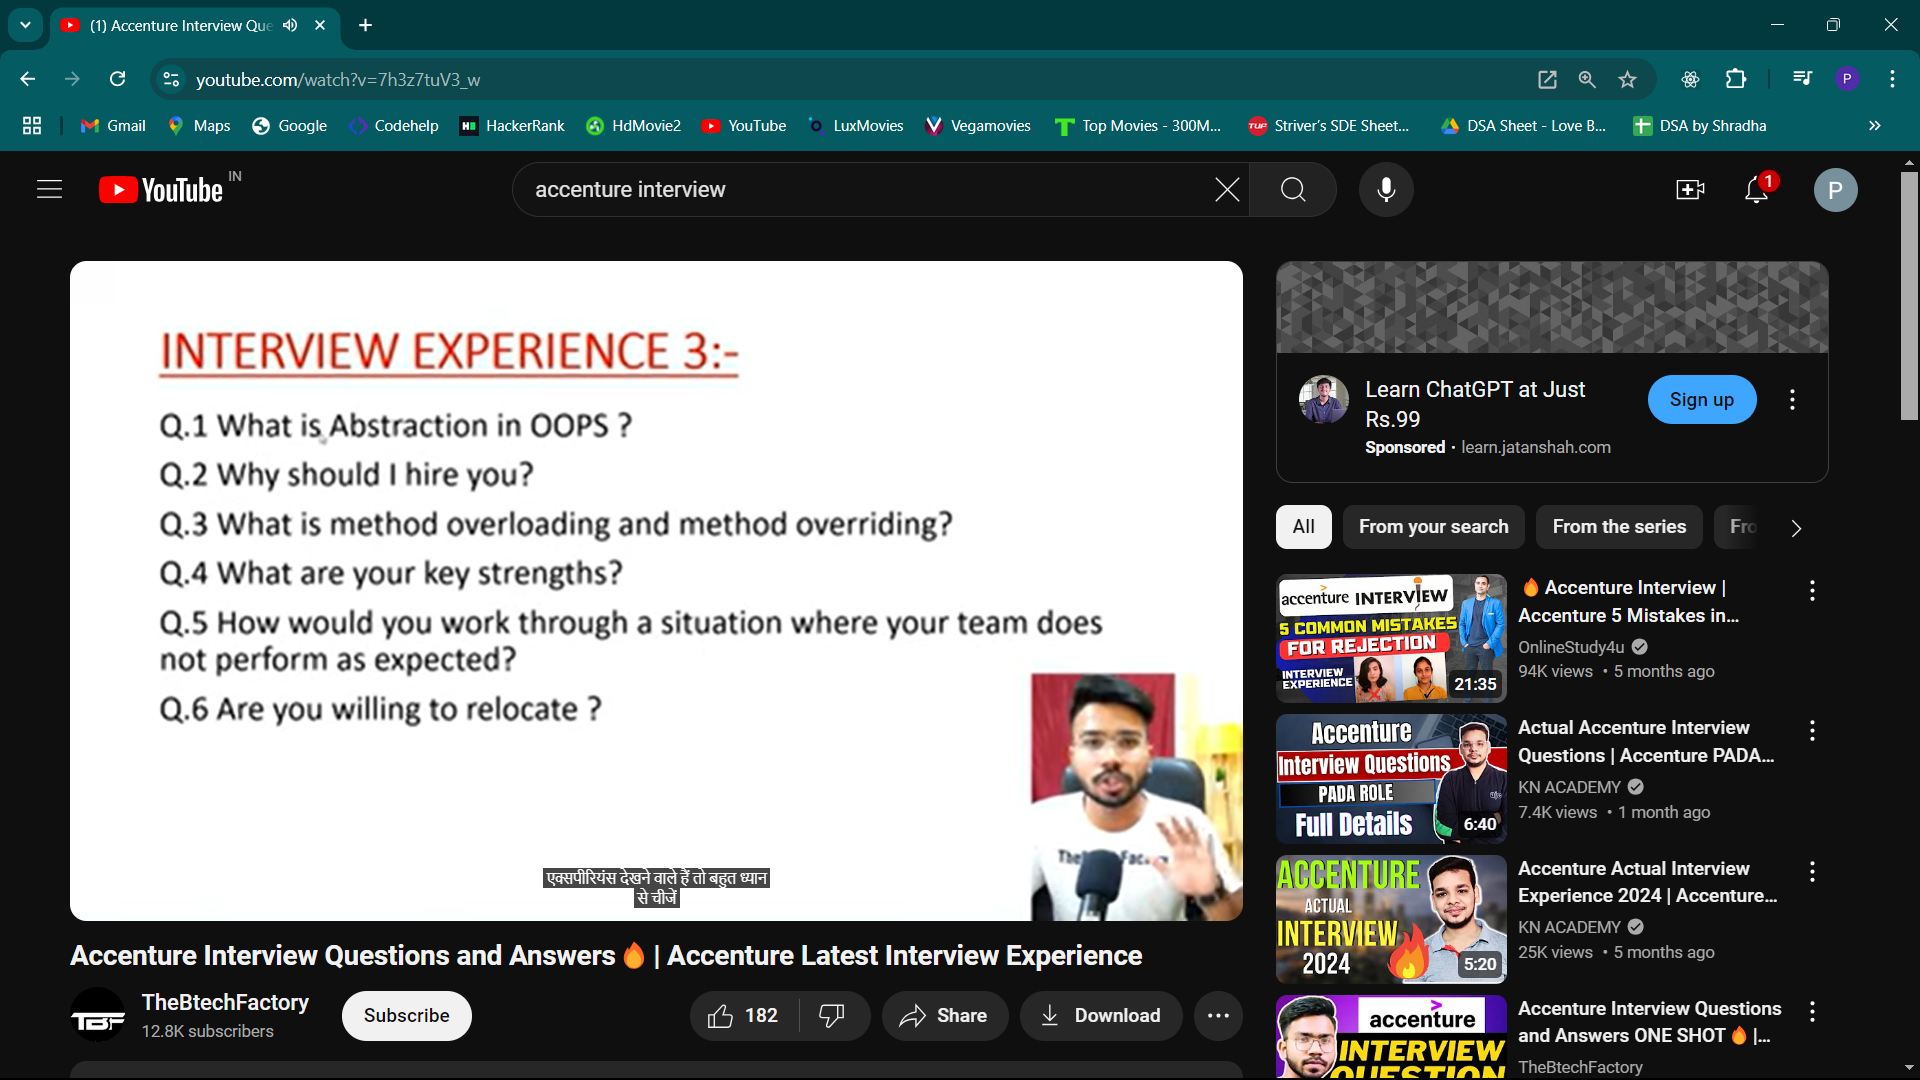 (1) Accenture Interview Que
youtube.com/watch?v=7h3z7tuV3_w
P
Gmail
Maps
Google
Codehelp
HackerRank
HdMovie2
YouTube
LuxMovies
Vegamovies
Top Movies - 300M...
TUF
Striver's SDE Sheet...
DSA Sheet - Love B...
DSA by Shradha
YouTube IN
accenture interview
1
P
INTERVIEW EXPERIENCE 3:-
Q.1 What is Abstraction in OOPS ?
Q.2 Why should I hire you?
Q.3 What is method overloading and method overriding?
Q.4 What are your key strengths?
Q.5 How would you work through a situation where your team does
not perform as expected?
Q.6 Are you willing to relocate ?
एक्सपीरियंस देखने वाले हैं तो बहुत ध्यान
से चीजें
Accenture Interview Questions and Answers🔥 | Accenture Latest Interview Experience
TBF
TheBtechFactory
12.8K subscribers
Subscribe
182
Share
Download
Learn ChatGPT at Just
Rs.99
Sponsored · learn.jatanshah.com
Sign up
All
From your search
From the series
Fro
accenture INTERVIEW
5 COMMON MISTAKES
FOR REJECTION
INTERVIEW
EXPERIENCE
21:35
🔥 Accenture Interview |
Accenture 5 Mistakes in...
OnlineStudy4u
94K views • 5 months ago
Accenture
Interview Questions
PADA ROLE
Full Details
6:40
Actual Accenture Interview
Questions | Accenture PADA...
KN ACADEMY
7.4K views • 1 month ago
ACCENTURE
ACTUAL
INTERVIEW
2024
5:20
Accenture Actual Interview
Experience 2024 | Accenture...
KN ACADEMY
25K views • 5 months ago
accenture
INTERVIEW
QUESTION
Accenture Interview Questions
and Answers ONE SHOT🔥 |...
TheBtechFactory